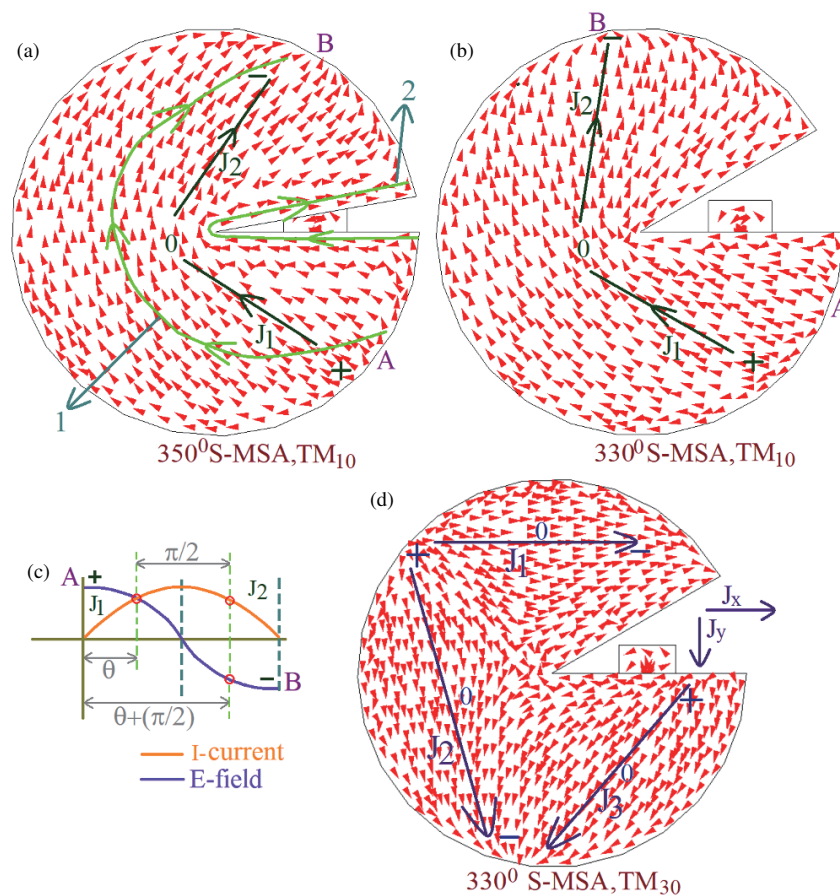 (a)
B
(b)
B
−
−
2
J2
J2
0
0
J1
J1
A
+
A
+
1
350⁰S-MSA,TM10
330⁰S-MSA,TM10
(d)
(c)
π/2
A
+
J1
J2
θ
−
B
θ+(π/2)
I-current
E-field
+
0
−
J1
Jx
Jy
0
+
J2
0
J3
−
330⁰ S-MSA,TM30